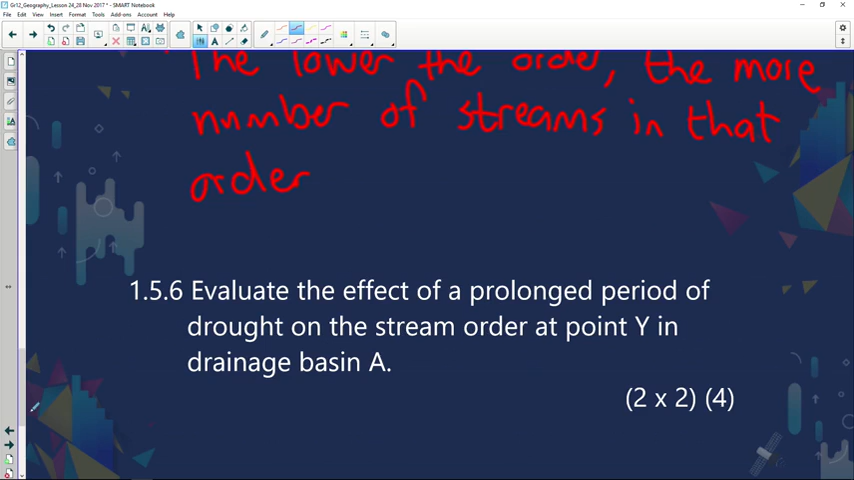 Gr12_Geography_Lesson 24_28 Nov 2017 * - SMART Notebook
File Edit View Insert Format Tools Add-ons Account Help
The lower the order, the more
number of streams in that
order
1.5.6 Evaluate the effect of a prolonged period of
drought on the stream order at point Y in
drainage basin A.
(2 x 2) (4)